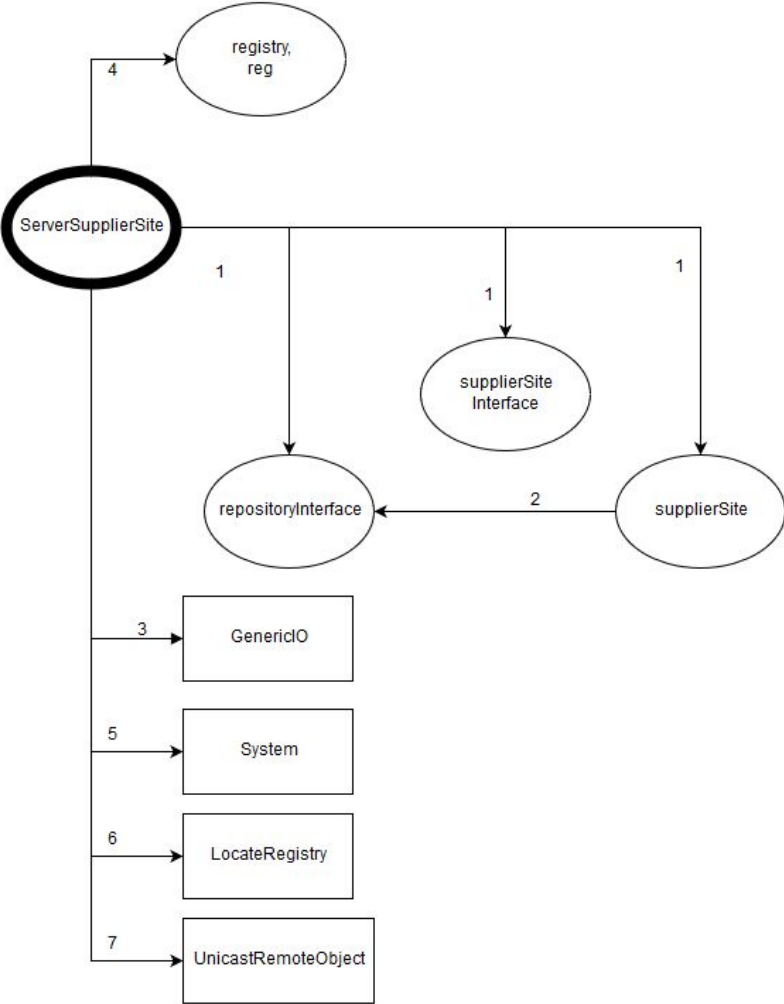 registry,
reg
4
ServerSupplierSite
1
1
1
supplierSite
Interface
repositoryInterface
2
supplierSite
3
GenericIO
5
System
6
LocateRegistry
7
UnicastRemoteObject